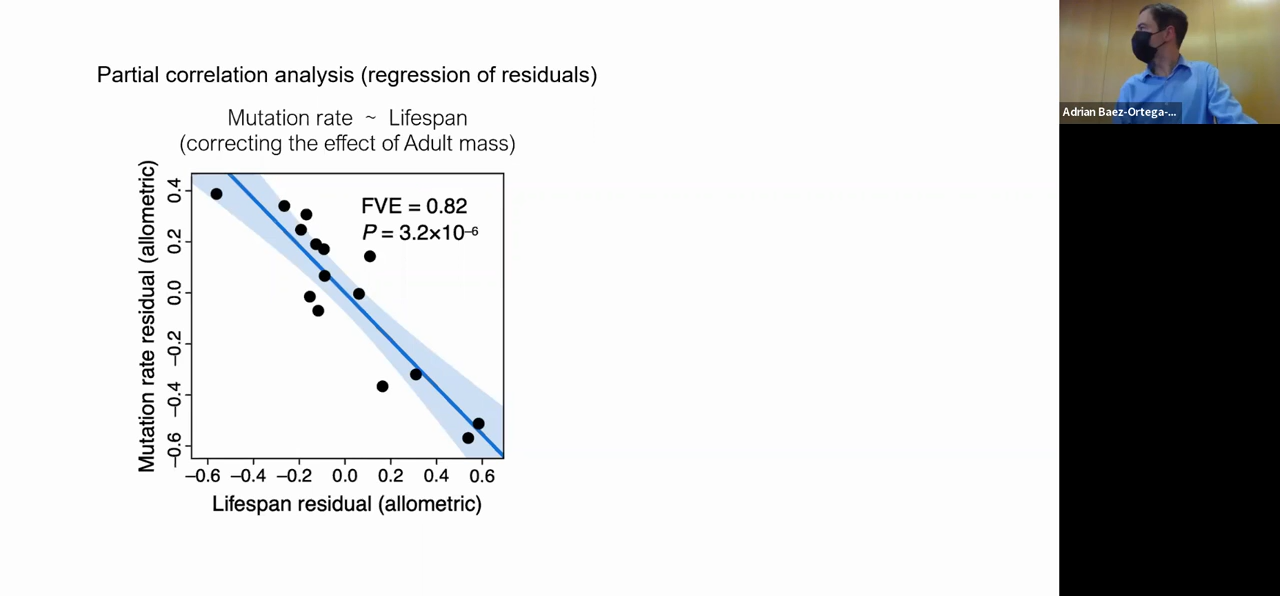 Partial correlation analysis (regression of residuals)
Mutation rate ~ Lifespan
(correcting the effect of Adult mass)
Mutation rate residual (allometric)
0.4
0.2
0.0
–0.2
–0.4
–0.6
FVE = 0.82
P = 3.2×10⁻⁶
–0.6 –0.4 –0.2 0.0 0.2 0.4 0.6
Lifespan residual (allometric)
Adrian Baez-Ortega-...